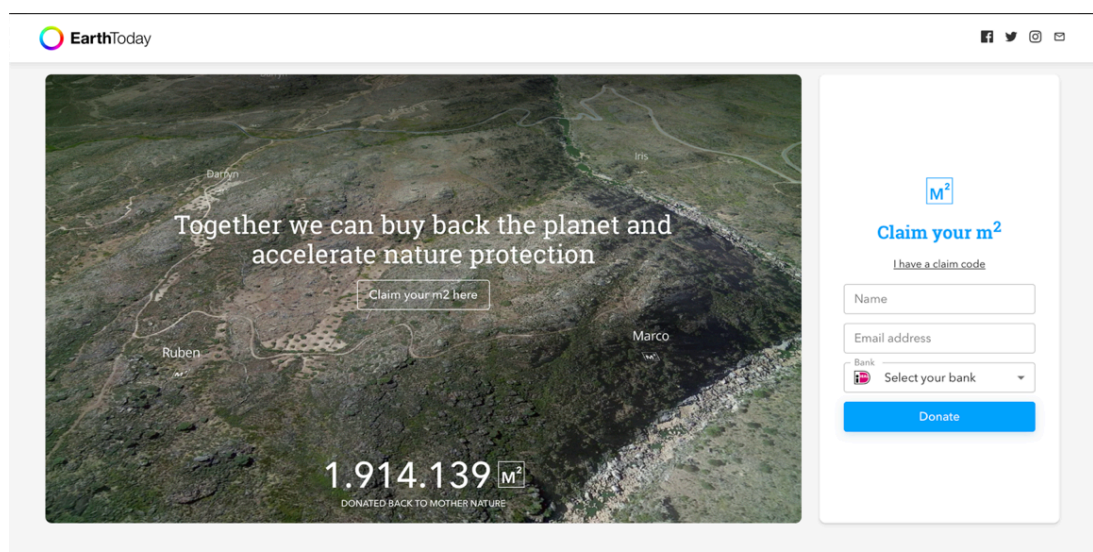 EarthToday
Darryn
Iris
Together we can buy back the planet and
accelerate nature protection
Claim your m2 here
Ruben
Marco
1.914.139 M²
DONATED BACK TO MOTHER NATURE
M²
Claim your m²
I have a claim code
Name
Email address
Bank
Select your bank
Donate